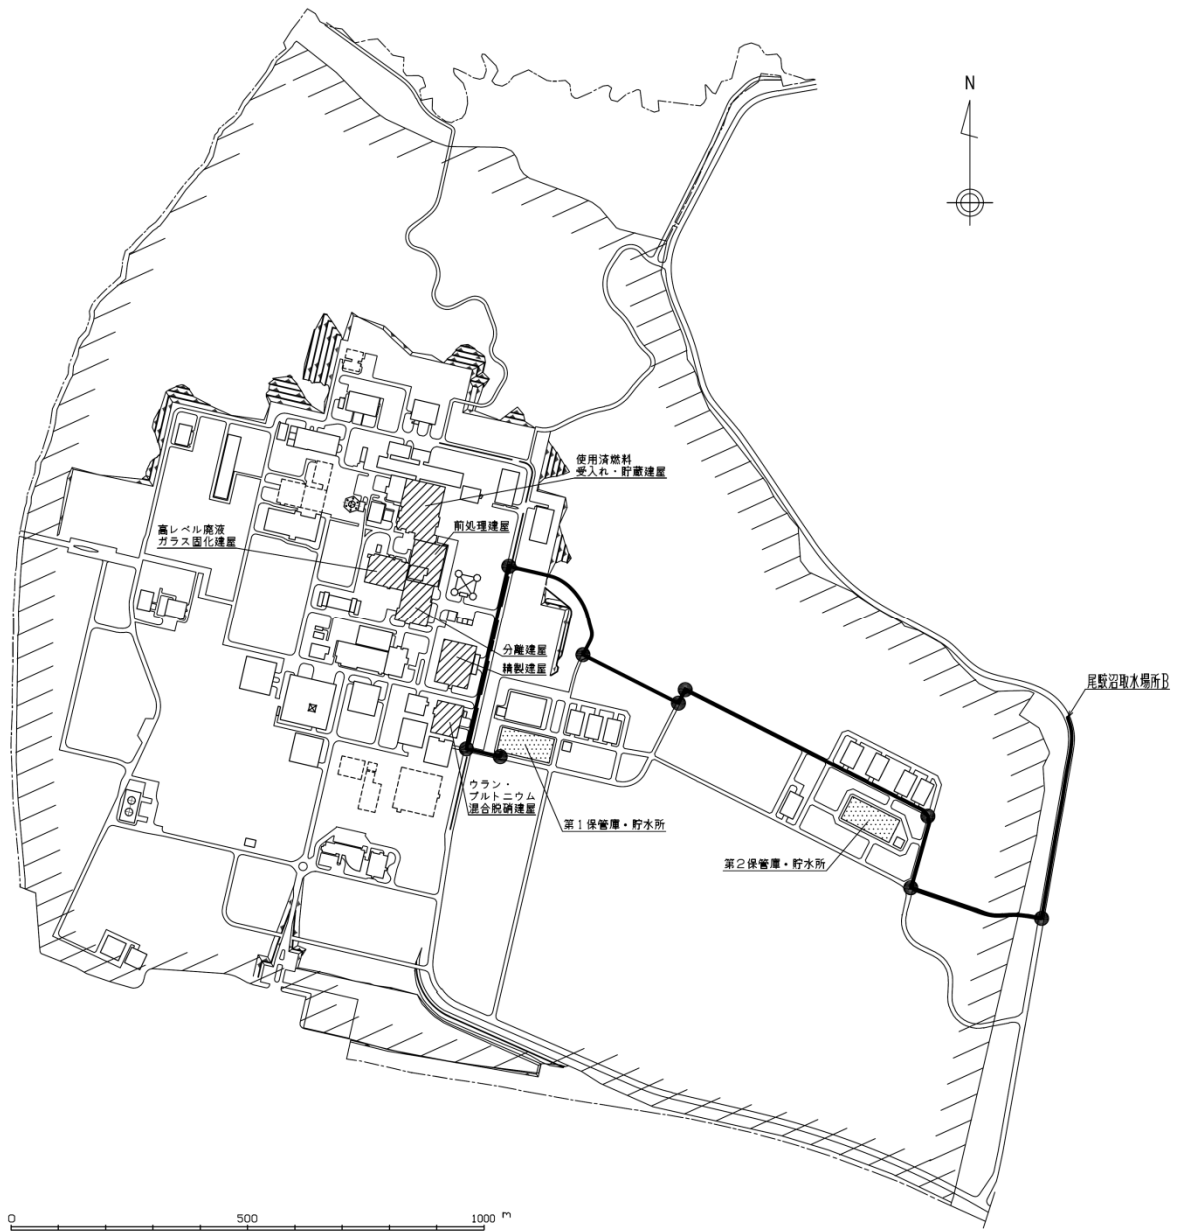 N
使用済燃料
受入れ・貯蔵建屋
前処理建屋
高レベル廃液
ガラス固化建屋
分離建屋
精製建屋
尾駮沼取水場所B
ウラン・
プルトニウム
混合脱硝建屋
第1保管庫・貯水所
第2保管庫・貯水所
0 500 1000 m